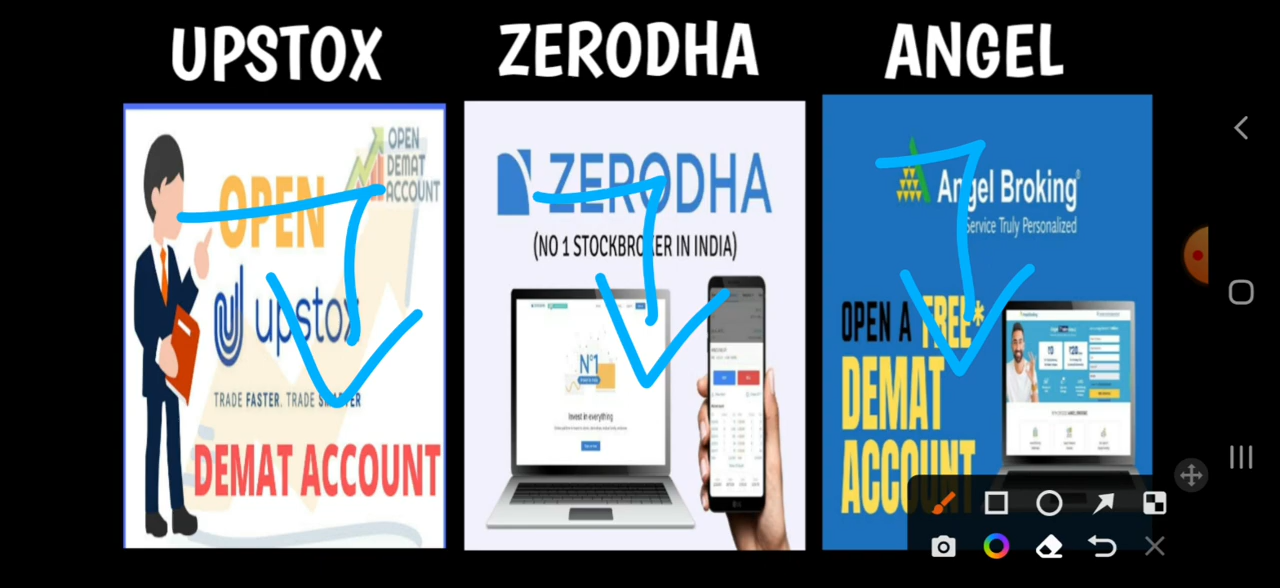 UPSTOX
ZERODHA
ANGEL
OPEN
DEMAT
ACCOUNT
OPEN
upstox
TRADE FASTER. TRADE SMARTER
DEMAT ACCOUNT
ZERODHA
(NO 1 STOCKBROKER IN INDIA)
N°1
Invest in everything
Angel Broking
Service Truly Personalized
OPEN A FREE*
DEMAT
ACCOUNT